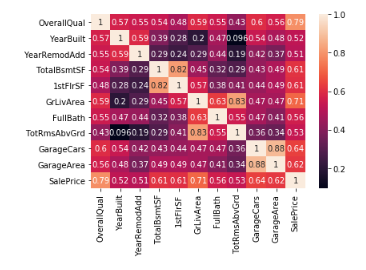 OverallQual 1 0.57 0.55 0.54 0.48 0.59 0.55 0.43 0.6 0.56 0.79
YearBuilt 0.57 1 0.59 0.39 0.28 0.2 0.47 0.096 0.54 0.48 0.52
YearRemodAdd 0.55 0.59 1 0.29 0.24 0.29 0.44 0.19 0.42 0.37 0.51
TotalBsmtSF 0.54 0.39 0.29 1 0.82 0.45 0.32 0.29 0.43 0.49 0.61
1stFlrSF 0.48 0.28 0.24 0.82 1 0.57 0.38 0.41 0.44 0.49 0.61
GrLivArea 0.59 0.2 0.29 0.45 0.57 1 0.63 0.83 0.47 0.47 0.71
FullBath 0.55 0.47 0.44 0.32 0.38 0.63 1 0.55 0.47 0.41 0.56
TotRmsAbvGrd 0.43 0.096 0.19 0.29 0.41 0.83 0.55 1 0.36 0.34 0.53
GarageCars 0.6 0.54 0.42 0.43 0.44 0.47 0.47 0.36 1 0.88 0.64
GarageArea 0.56 0.48 0.37 0.49 0.49 0.47 0.41 0.34 0.88 1 0.62
SalePrice 0.79 0.52 0.51 0.61 0.61 0.71 0.56 0.53 0.64 0.62 1
OverallQual
YearBuilt
YearRemodAdd
TotalBsmtSF
1stFlrSF
GrLivArea
FullBath
TotRmsAbvGrd
GarageCars
GarageArea
SalePrice
1.0
0.8
0.6
0.4
0.2